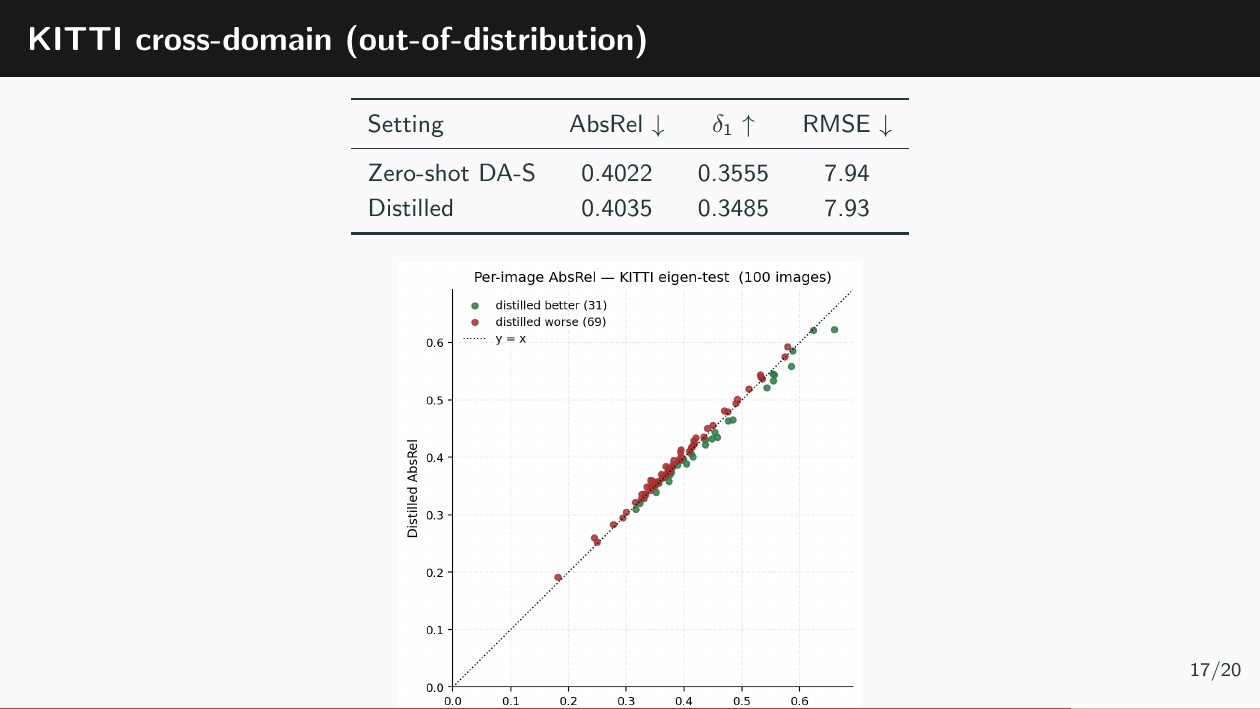 KITTI cross-domain (out-of-distribution)
Setting AbsRel ↓ δ₁ ↑ RMSE ↓
Zero-shot DA-S 0.4022 0.3555 7.94
Distilled 0.4035 0.3485 7.93
Per-image AbsRel — KITTI eigen-test (100 images)
distilled better (31)
distilled worse (69)
y = x
0.6
0.5
0.4
0.3
0.2
0.1
0.0
Distilled AbsRel
0.0 0.1 0.2 0.3 0.4 0.5 0.6
17/20